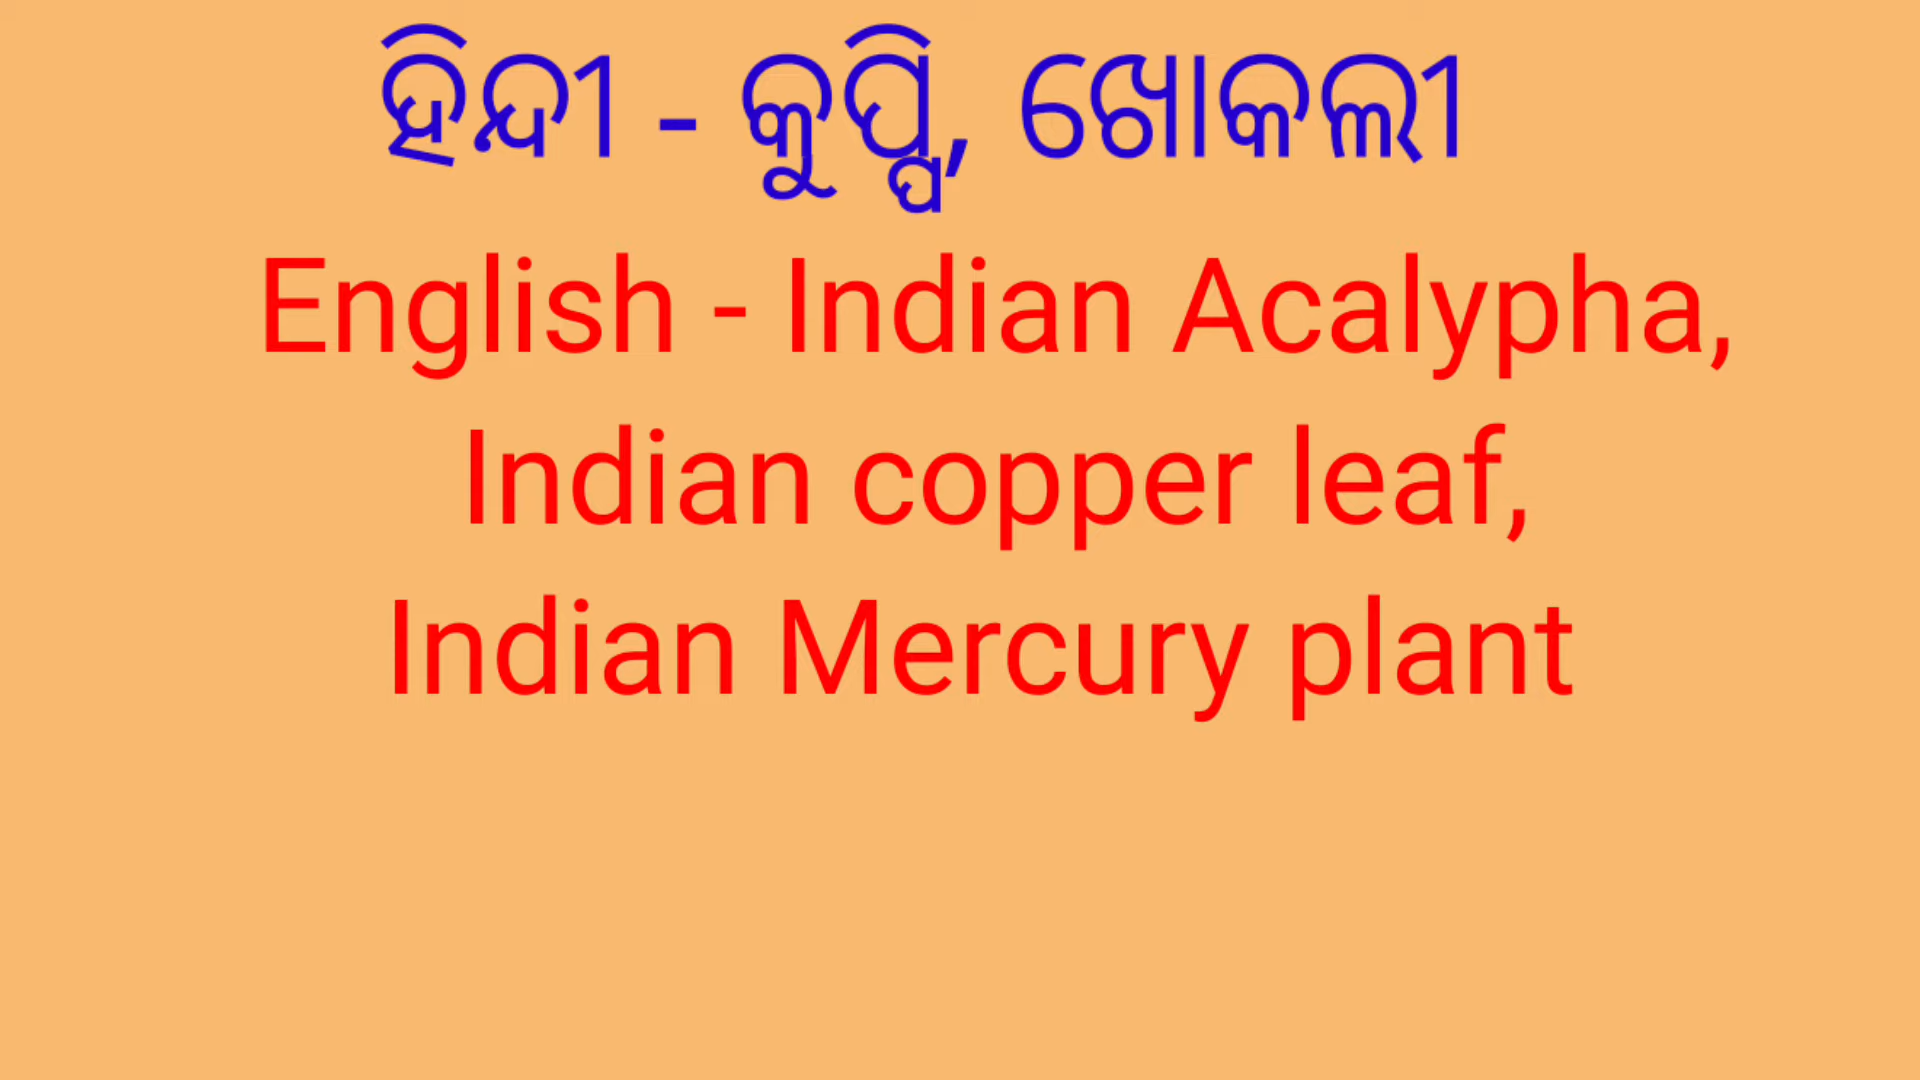 ହିନ୍ଦୀ - କୁପ୍ପି, ଖୋକଲୀ
English - Indian Acalypha,
Indian copper leaf,
Indian Mercury plant